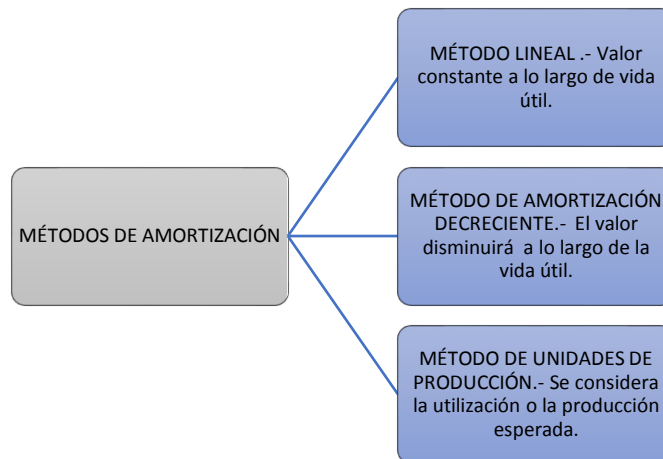 MÉTODOS DE AMORTIZACIÓN
MÉTODO LINEAL .- Valor
constante a lo largo de vida
útil.
MÉTODO DE AMORTIZACIÓN
DECRECIENTE.- El valor
disminuirá a lo largo de la
vida útil.
MÉTODO DE UNIDADES DE
PRODUCCIÓN.- Se considera
la utilización o la producción
esperada.